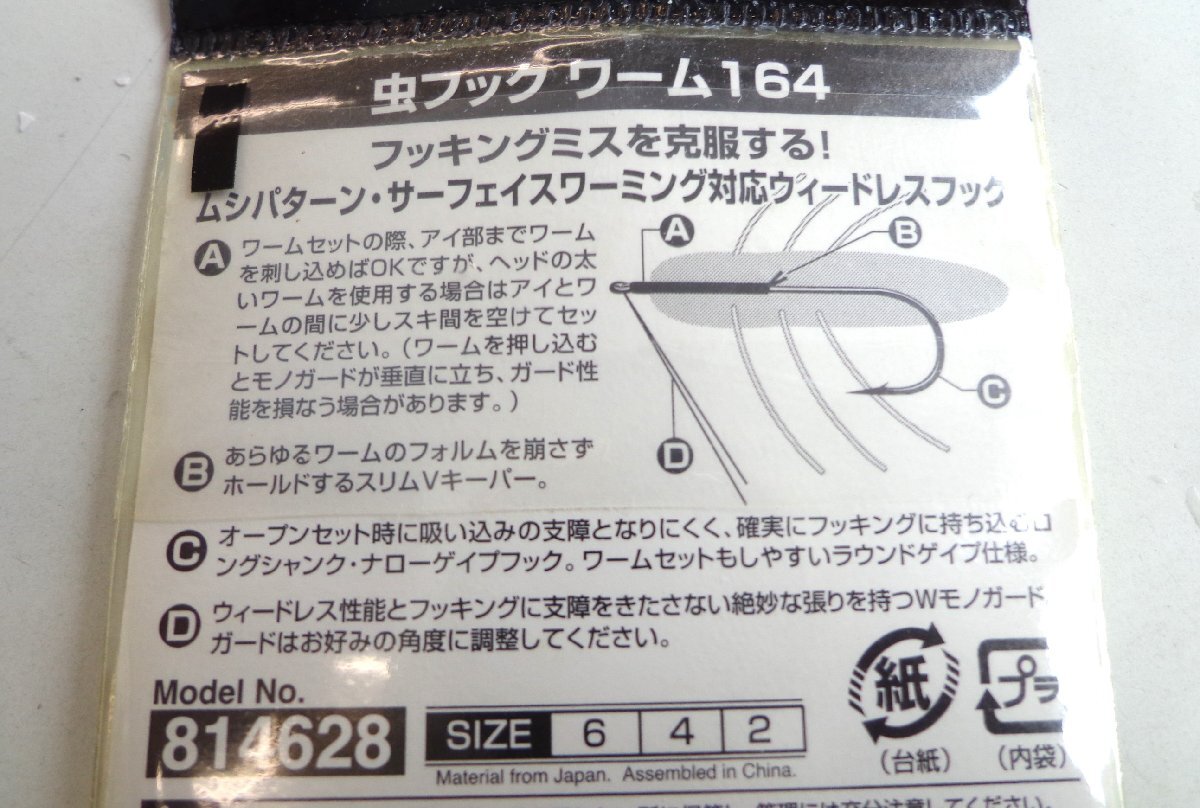 虫フック ワーム164
フッキングミスを克服する!
ムシパターン・サーフェイスワーミング対応ウィードレスフック
A ワームセットの際、アイ部までワーム
を刺し込めばOKですが、ヘッドの太
いワームを使用する場合はアイとワ
ームの間に少しスキ間を空けてセッ
トしてください。(ワームを押し込む
とモノガードが垂直に立ち、ガード性
能を損なう場合があります。)
A
B
C
D
B あらゆるワームのフォルムを崩さず
ホールドするスリムVキーパー。
C オープンセット時に吸い込みの支障となりにくく、確実にフッキングに持ち込むロ
ングシャンク・ナローゲイプフック。ワームセットもしやすいラウンドゲイプ仕様。
D ウィードレス性能とフッキングに支障をきたさない絶妙な張りを持つWモノガード
ガードはお好みの角度に調整してください。
Model No.
814628
SIZE 6 4 2
Material from Japan. Assembled in China.
紙
(台紙)
プラ
(内袋)
管理には充分注意してください。